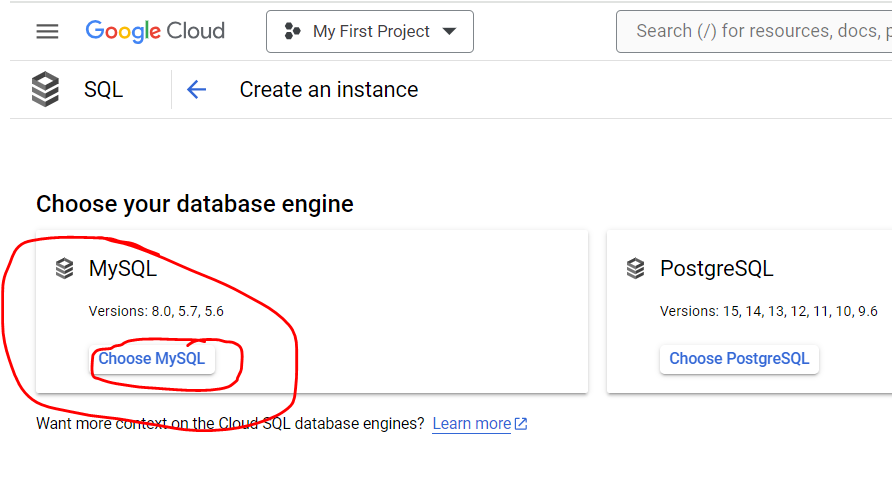 Google Cloud
My First Project
Search (/) for resources, docs, p
SQL
Create an instance
Choose your database engine
MySQL
Versions: 8.0, 5.7, 5.6
Choose MySQL
PostgreSQL
Versions: 15, 14, 13, 12, 11, 10, 9.6
Choose PostgreSQL
Want more context on the Cloud SQL database engines? Learn more